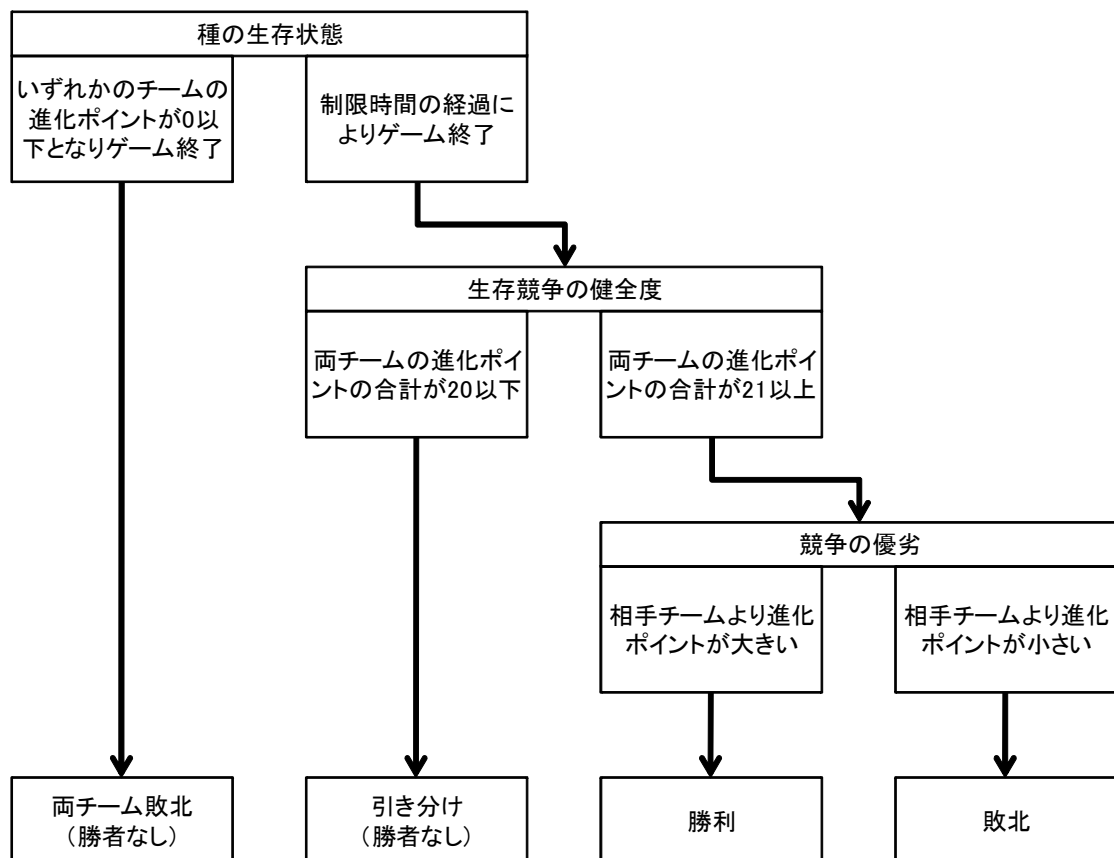 種の生存状態
いずれかのチームの
進化ポイントが0以
下となりゲーム終了
制限時間の経過に
よりゲーム終了
生存競争の健全度
両チームの進化ポイ
ントの合計が20以下
両チームの進化ポイ
ントの合計が21以上
競争の優劣
相手チームより進化
ポイントが大きい
相手チームより進化
ポイントが小さい
両チーム敗北
（勝者なし）
引き分け
（勝者なし）
勝利
敗北